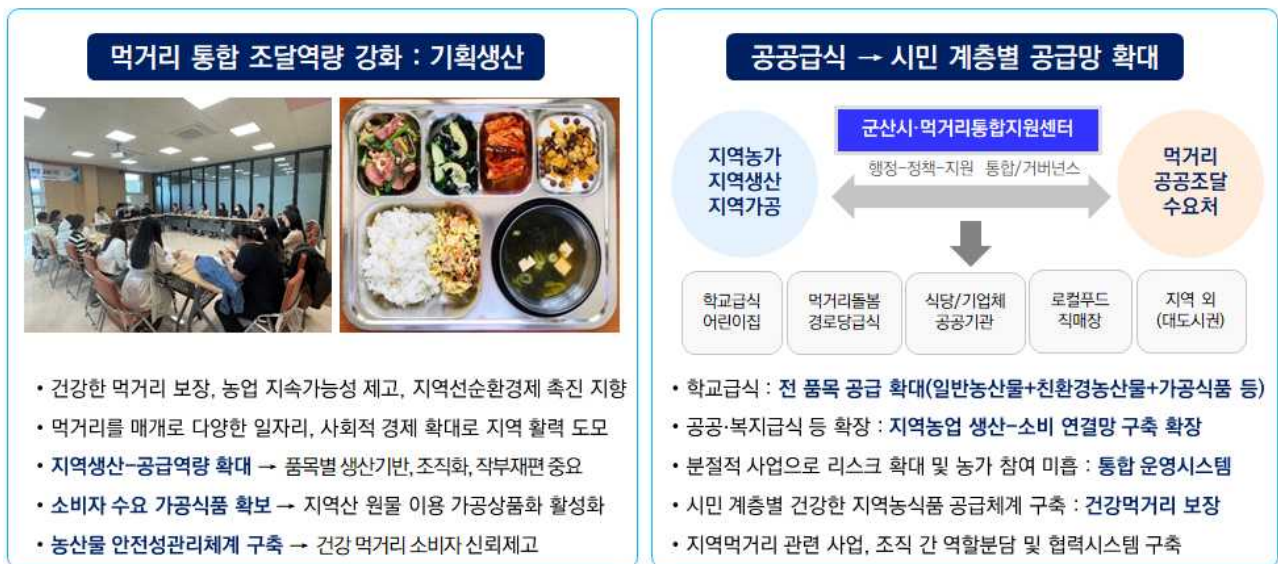 먹거리 통합 조달역량 강화 : 기획생산
• 건강한 먹거리 보장, 농업 지속가능성 제고, 지역선순환경제 촉진 지향
• 먹거리를 매개로 다양한 일자리, 사회적 경제 확대로 지역 활력 도모
• 지역생산-공급역량 확대 → 품목별 생산기반, 조직화, 작부재편 중요
• 소비자 수요 가공식품 확보 → 지역산 원물 이용 가공상품화 활성화
• 농산물 안전성관리체계 구축 → 건강 먹거리 소비자 신뢰제고
공공급식 → 시민 계층별 공급망 확대
군산시·먹거리통합지원센터
행정-정책-지원 통합/거버넌스
지역농가
지역생산
지역가공
먹거리
공공조달
수요처
학교급식
어린이집
먹거리돌봄
경로당급식
식당/기업체
공공기관
로컬푸드
직매장
지역 외
(대도시권)
• 학교급식 : 전 품목 공급 확대(일반농산물+친환경농산물+가공식품 등)
• 공공·복지급식 등 확장 : 지역농업 생산-소비 연결망 구축 확장
• 분절적 사업으로 리스크 확대 및 농가 참여 미흡 : 통합 운영시스템
• 시민 계층별 건강한 지역농식품 공급체계 구축 : 건강먹거리 보장
• 지역먹거리 관련 사업, 조직 간 역할분담 및 협력시스템 구축